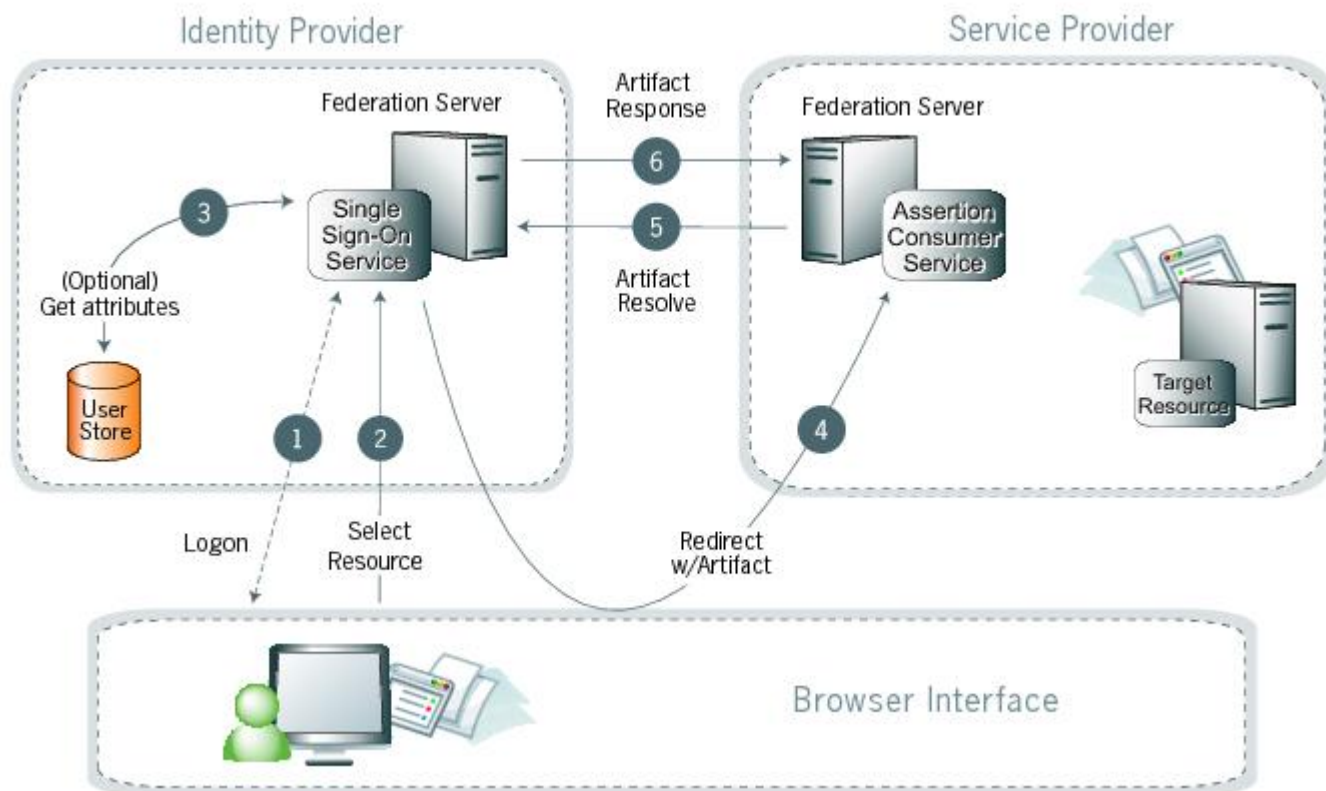 Identity Provider
Service Provider
Federation Server
Artifact
Response
Federation Server
6
3
Single
Sign-On
Service
5
Assertion
Consumer
Service
(Optional)
Get attributes
Artifact
Resolve
User
Store
1
2
4
Target
Resource
Logon
Select
Resource
Redirect
w/Artifact
Browser Interface